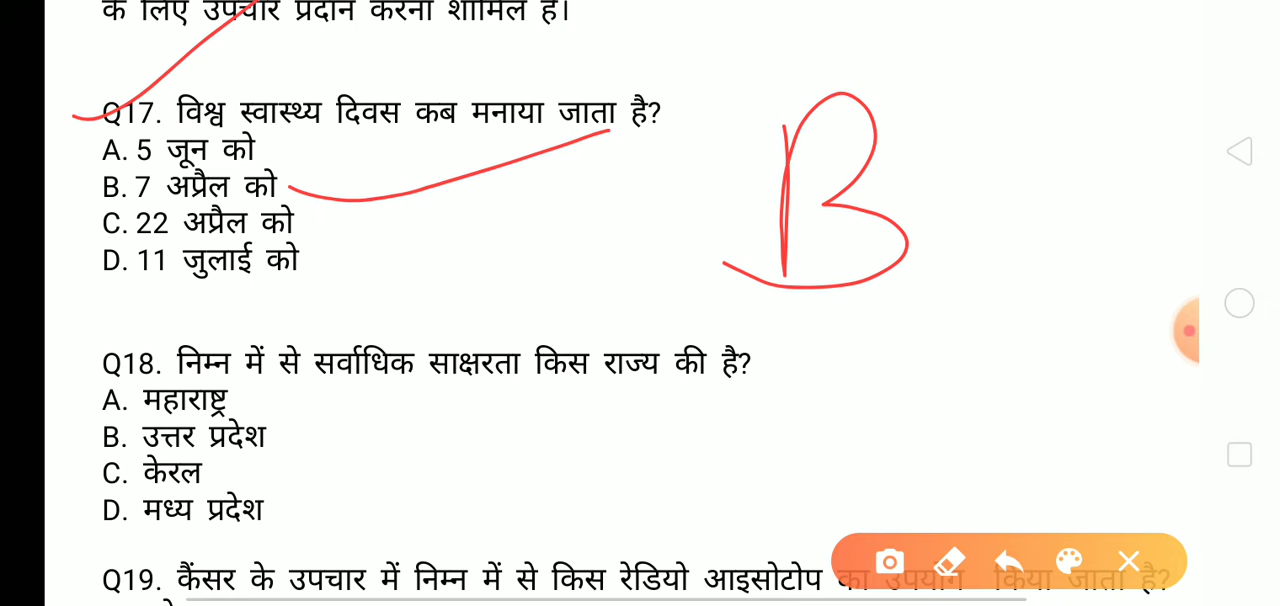 के लिए उपचार प्रदान करना शामिल है।
Q17. विश्व स्वास्थ्य दिवस कब मनाया जाता है?
A. 5 जून को
B. 7 अप्रैल को
C. 22 अप्रैल को
D. 11 जुलाई को
B
Q18. निम्न में से सर्वाधिक साक्षरता किस राज्य की है?
A. महाराष्ट्र
B. उत्तर प्रदेश
C. केरल
D. मध्य प्रदेश
Q19. कैंसर के उपचार में निम्न में से किस रेडियो आइसोटोप का उपयोग किया जाता है?